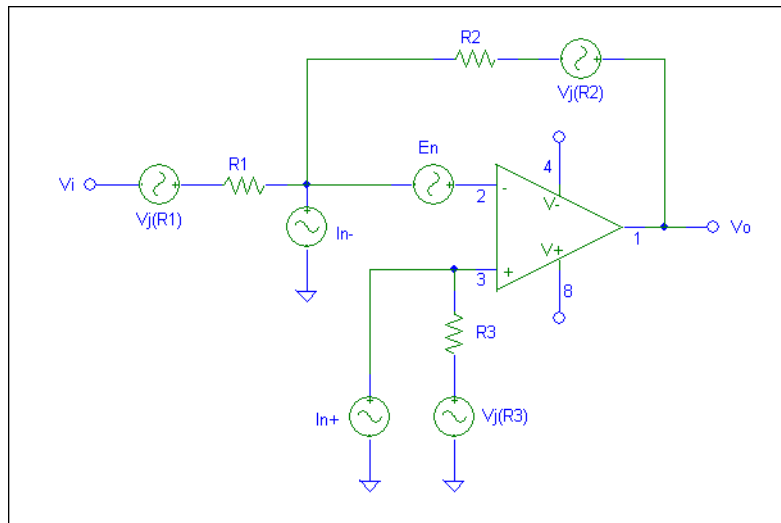 R2
Vj(R2)
En
4
Vi
R1
Vj(R1)
2
-
V-
In-
1
Vo
V+
+
3
8
R3
In+
Vj(R3)